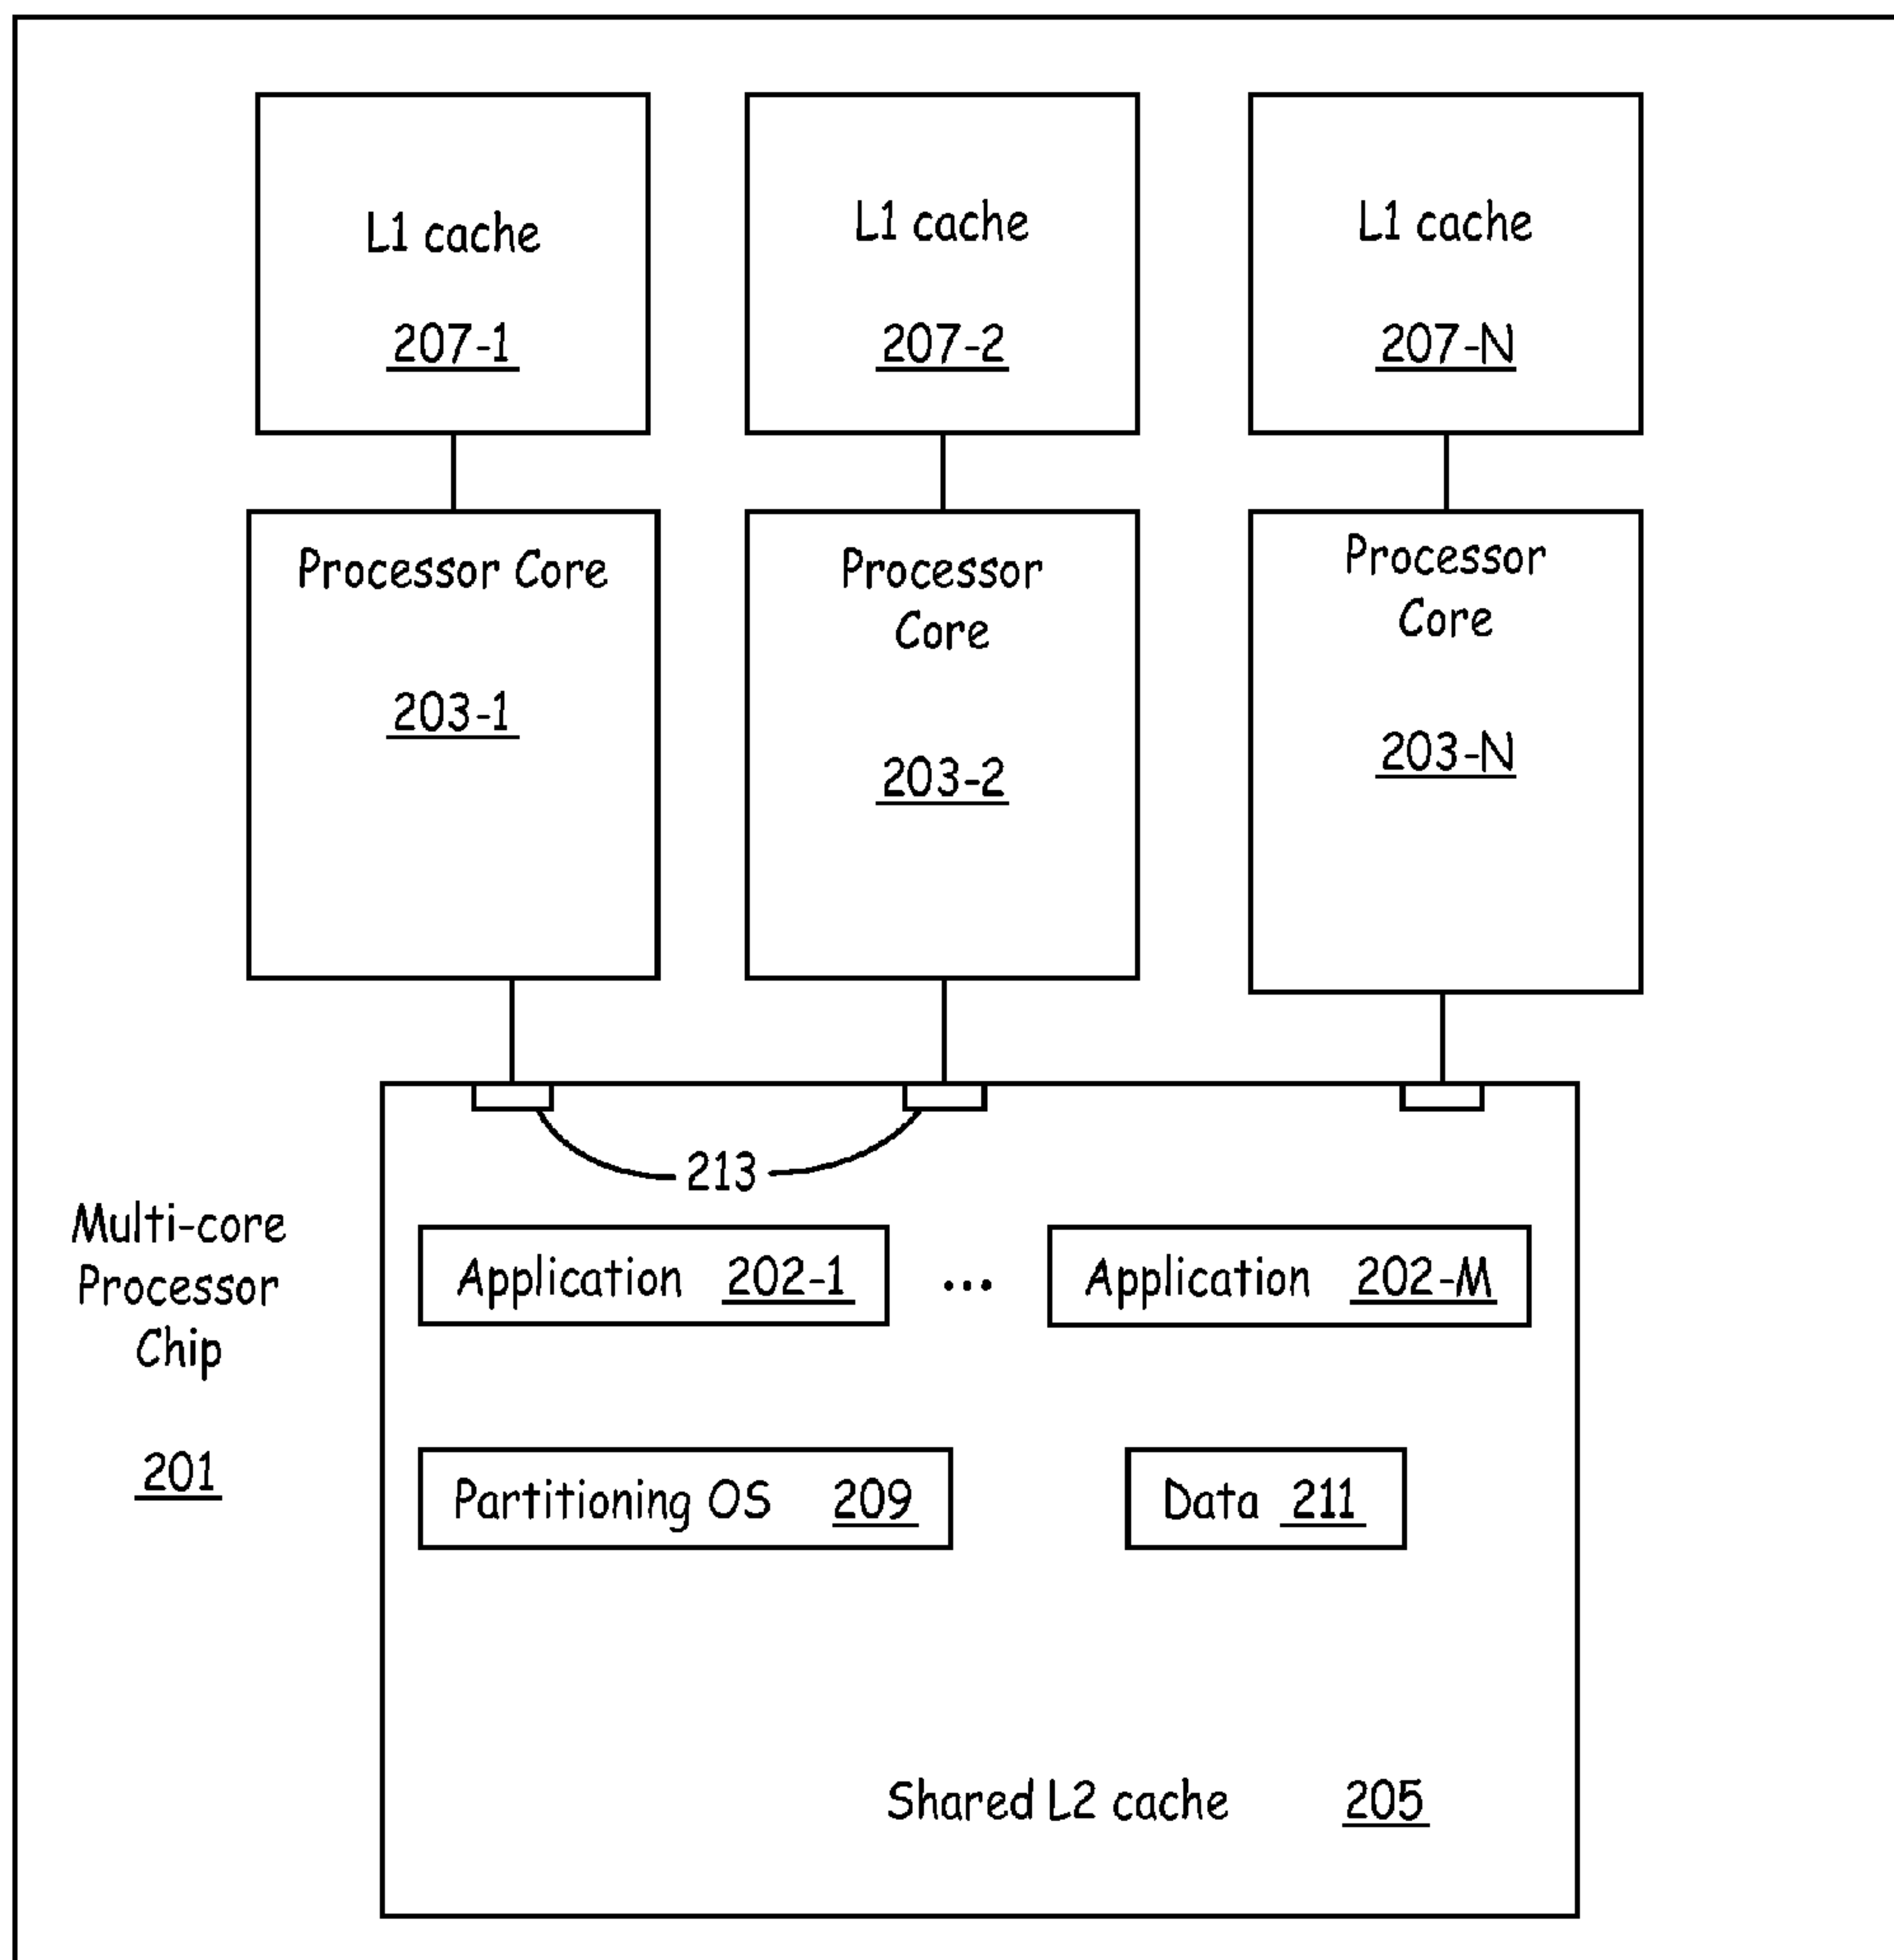 L1 cache
207-1
L1 cache
207-2
L1 cache
207-N
Processor Core
203-1
Processor
Core
203-2
Processor
Core
203-N
213
Multi-core
Processor
Chip
201
Application 202-1
...
Application 202-M
Partitioning OS 209
Data 211
Shared L2 cache 205